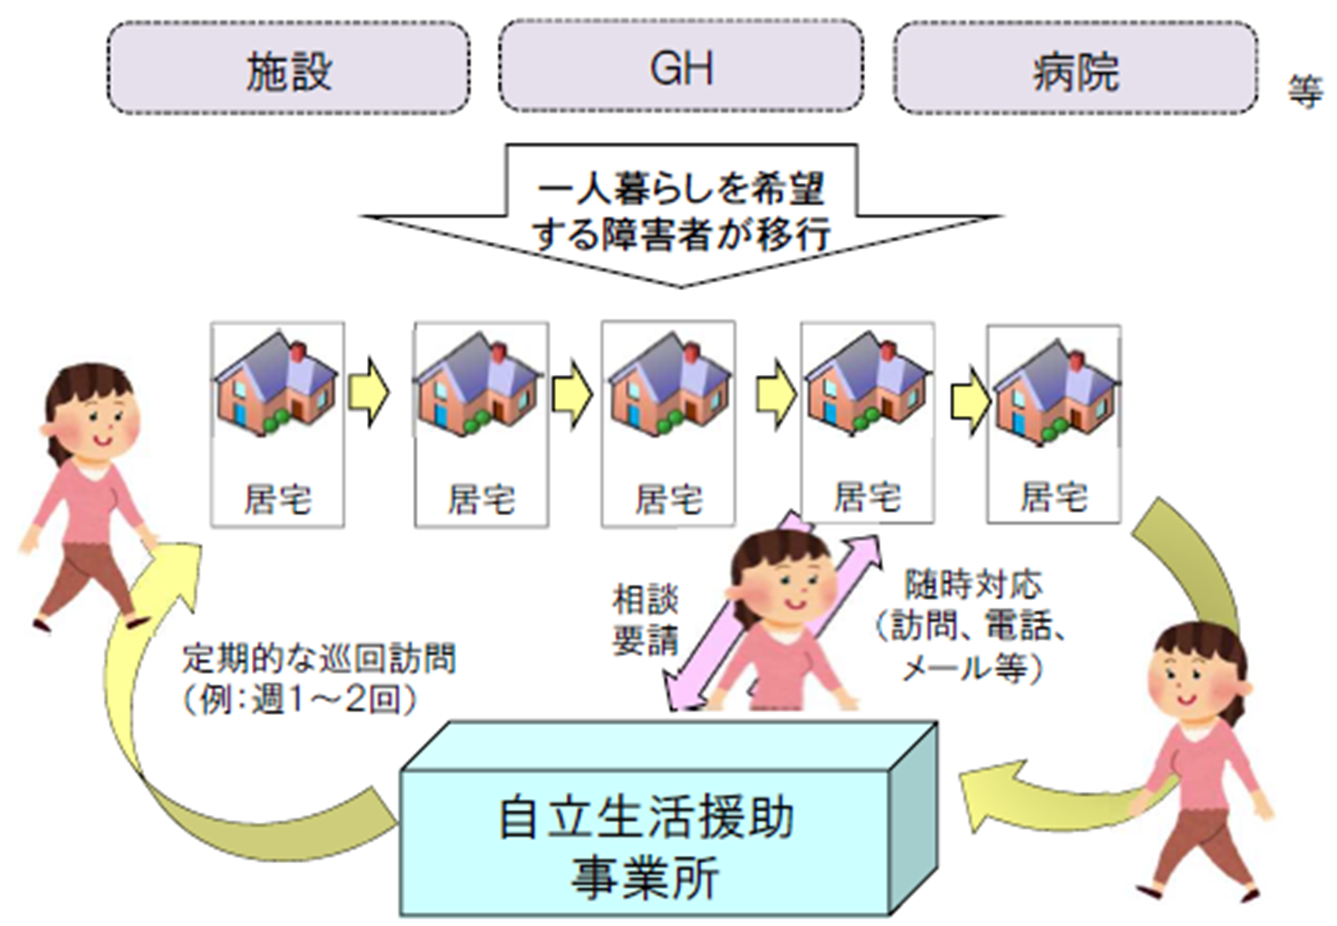 施設
GH
病院
等
一人暮らしを希望
する障害者が移行
居宅
居宅
居宅
居宅
居宅
定期的な巡回訪問
(例:週1~2回)
相談
要請
随時対応
(訪問、電話、
メール等)
自立生活援助
事業所